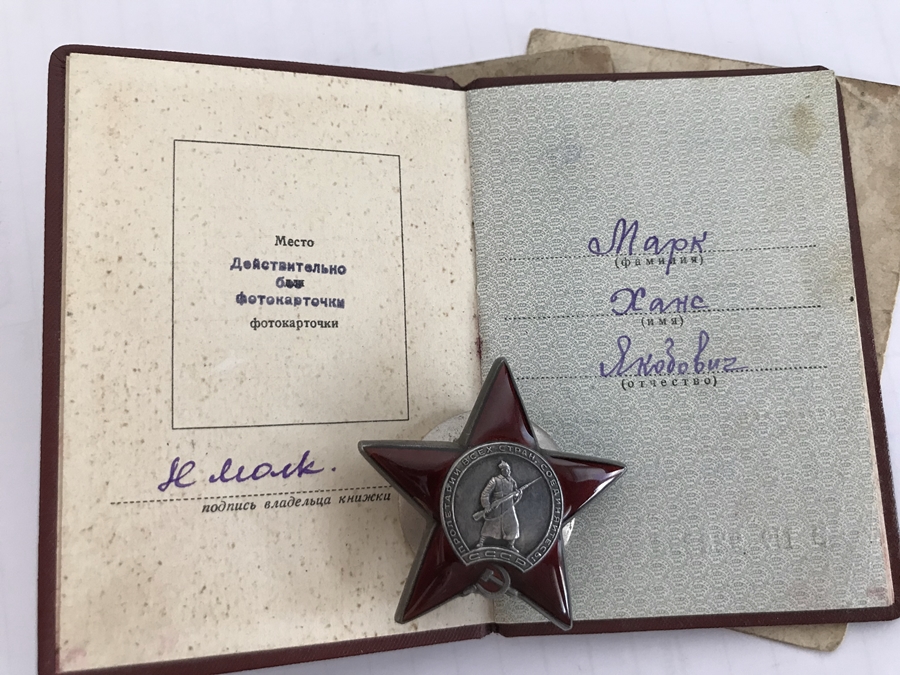 Место
Действительно
без
фотокарточки
фотокарточки
подпись владельца книжки
Марк
(фамилия)
Ханс
(имя)
Якобович
(отчество)
ПРОЛЕТАРИИ ВСЕХ СТРАН, СОЕДИНЯЙТЕСЬ!
СССР